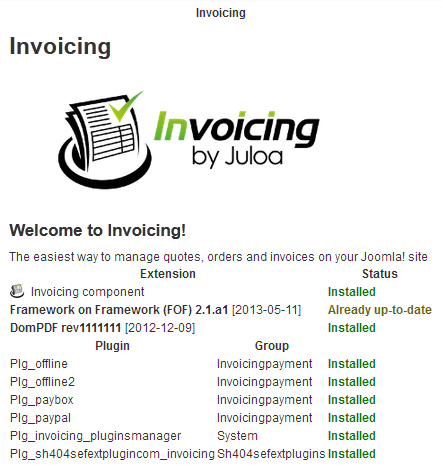 Invoicing
Invoicing
Invoicing
by Juloa
Welcome to Invoicing!
The easiest way to manage quotes, orders and invoices on your Joomla! site
Extension Status
Invoicing component Installed
Framework on Framework (FOF) 2.1.a1 [2013-05-11] Already up-to-date
DomPDF rev1111111 [2012-12-09] Installed
Plugin Group
Plg_offline Invoicingpayment Installed
Plg_offline2 Invoicingpayment Installed
Plg_paybox Invoicingpayment Installed
Plg_paypal Invoicingpayment Installed
Plg_invoicing_pluginsmanager System Installed
Plg_sh404sefextplugincom_invoicing Sh404sefextplugins Installed